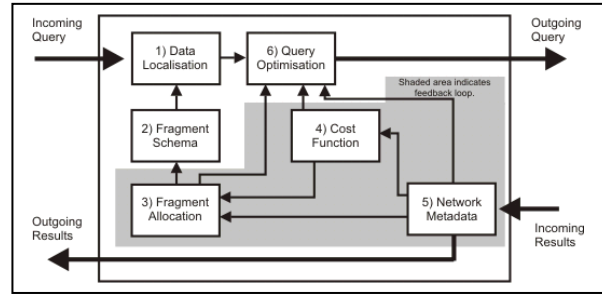 Incoming
Query
Outgoing
Query
1) Data
Localisation
6) Query
Optimisation
Shaded area indicates
feedback loop.
2) Fragment
Schema
4) Cost
Function
3) Fragment
Allocation
5) Network
Metadata
Outgoing
Results
Incoming
Results